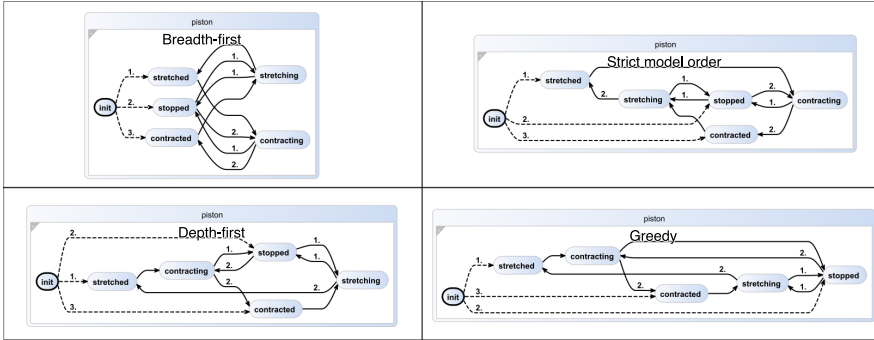 piston
Breadth-first
1.
stretched
1.
stretching
1.
init
2.
stopped
3.
contracted
2.
1.
contracting
2.
piston
Strict model order
1.
stretched
2.
stretching
1.
1.
stopped
2.
1.
contracting
init
2.
3.
contracted
2.
piston
2.
Depth-first
1.
stopped
1.
2.
1.
init
1.
stretched
contracting
2.
2.
stretching
3.
contracted
piston
Greedy
1.
stretched
contracting
2.
2.
stretching
1.
stopped
init
3.
2.
contracted
1.
2.